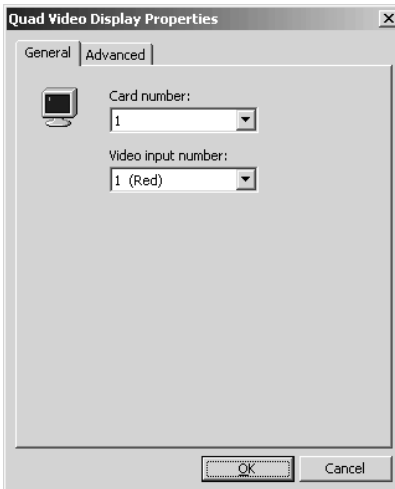 Quad Video Display Properties
General
Advanced
Card number:
1
Video input number:
1 (Red)
OK
Cancel